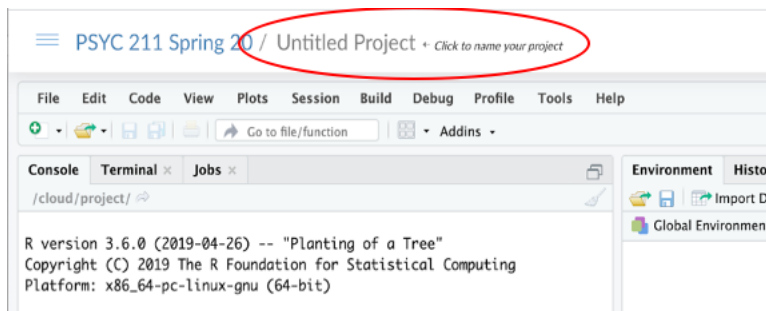 PSYC 211 Spring 20 / Untitled Project ← Click to name your project
File Edit Code View Plots Session Build Debug Profile Tools Help
Go to file/function Addins
Console Terminal × Jobs × Environment Histo
/cloud/project/ Import D
Global Environmen
R version 3.6.0 (2019-04-26) -- "Planting of a Tree"
Copyright (C) 2019 The R Foundation for Statistical Computing
Platform: x86_64-pc-linux-gnu (64-bit)